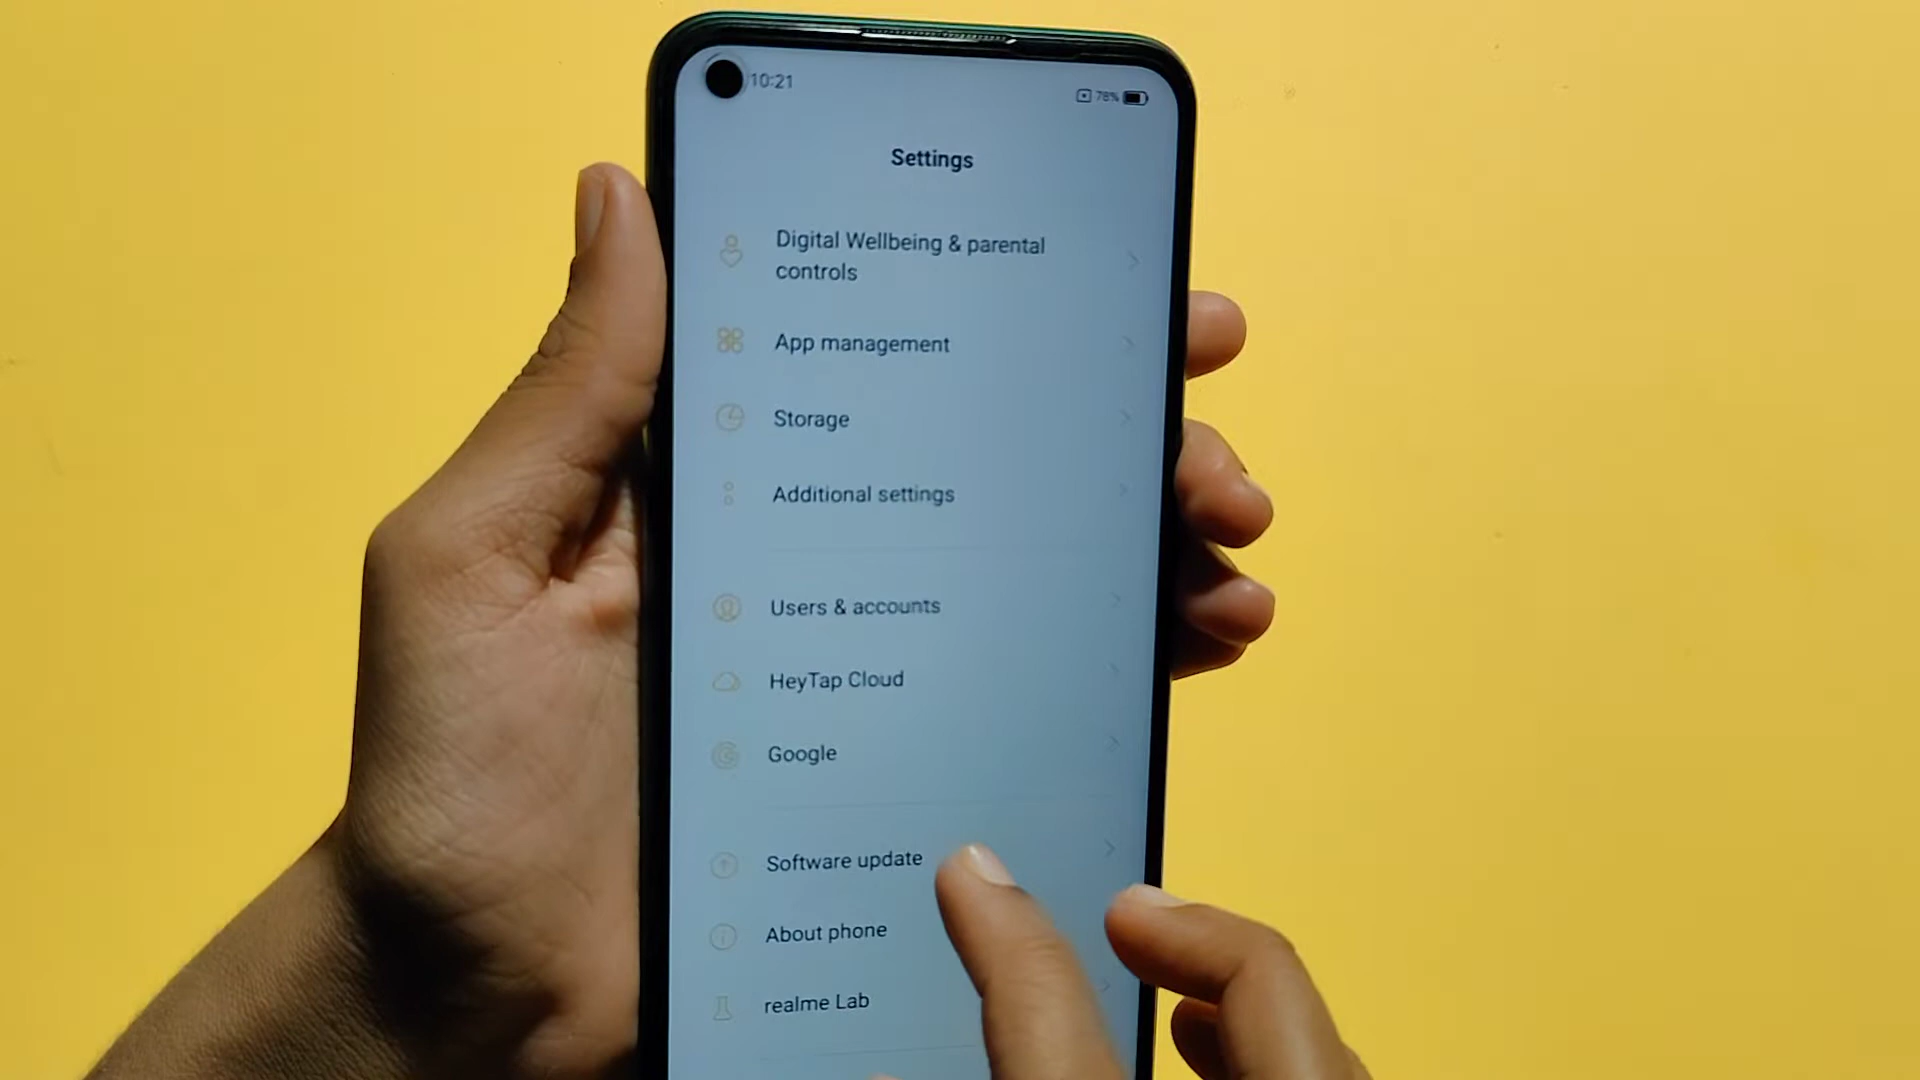 10:21
78%
Settings
Digital Wellbeing & parental
controls
App management
Storage
Additional settings
Users & accounts
HeyTap Cloud
Google
Software update
About phone
realme Lab